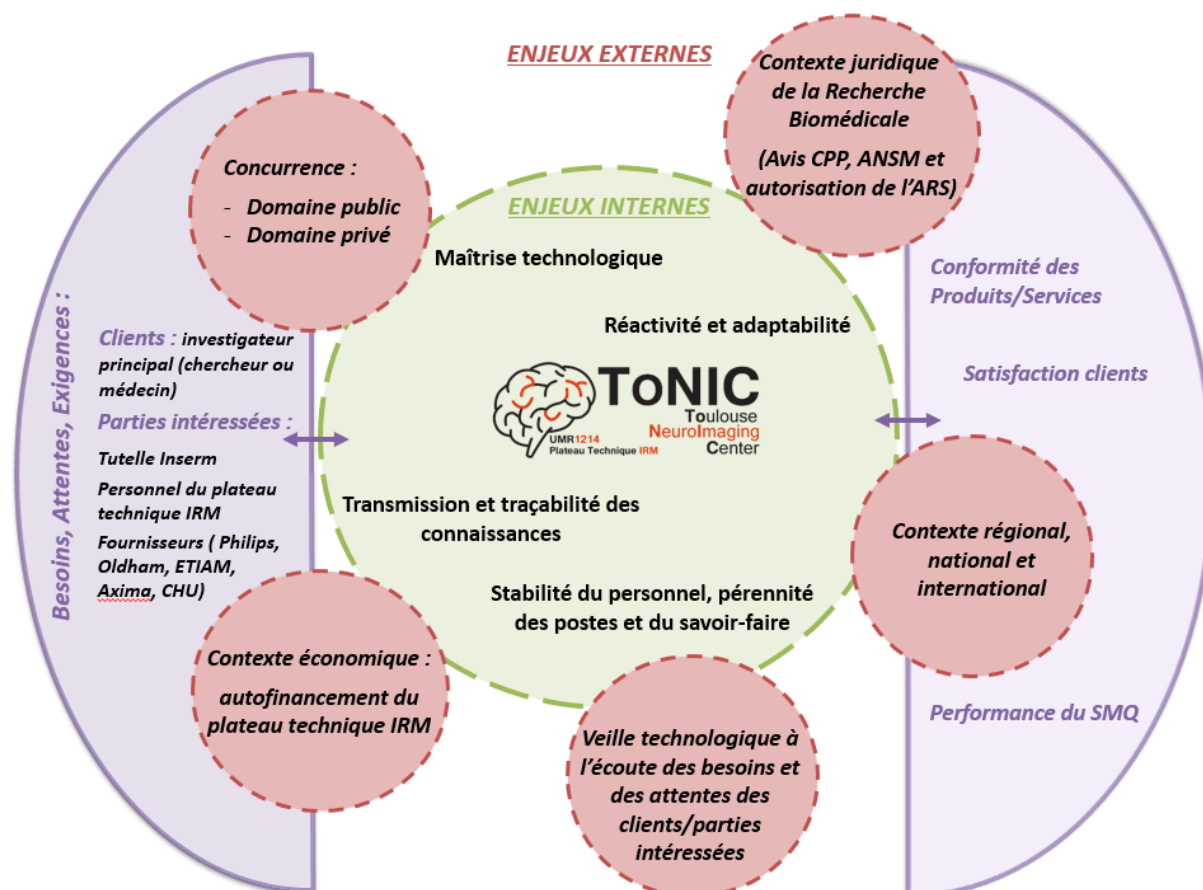 ENJEUX EXTERNES
Contexte juridique
de la Recherche
Biomédicale
(Avis CPP, ANSM et
autorisation de l’ARS)
Concurrence :
- Domaine public
- Domaine privé
ENJEUX INTERNES
Maîtrise technologique
Réactivité et adaptabilité
ToNIC
Toulouse
NeuroImaging
Center
UMR1214
Plateau Technique IRM
Transmission et traçabilité des
connaissances
Stabilité du personnel, pérennité
des postes et du savoir-faire
Besoins, Attentes, Exigences :
Clients : investigateur
principal (chercheur ou
médecin)
Parties intéressées :
Tutelle Inserm
Personnel du plateau
technique IRM
Fournisseurs ( Philips,
Oldham, ETIAM,
Axima, CHU)
Conformité des
Produits/Services
Satisfaction clients
Contexte régional,
national et
international
Performance du SMQ
Contexte économique :
autofinancement du
plateau technique IRM
Veille technologique à
l’écoute des besoins et
des attentes des
clients/parties
intéressées